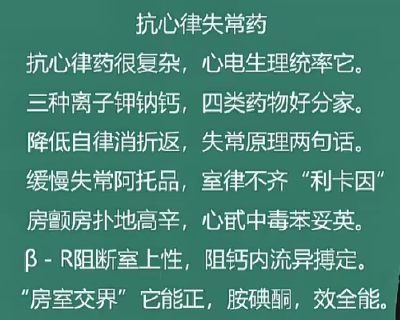 抗心律失常药
抗心律药很复杂，心电生理统率它。
三种离子钾钠钙，四类药物好分家。
降低自律消折返，失常原理两句话。
缓慢失常阿托品，室律不齐“利卡因”
房颤房扑地高辛，心甙中毒苯妥英。
β-R阻断室上性，阻钙内流异搏定。
“房室交界”它能正，胺碘酮，效全能。